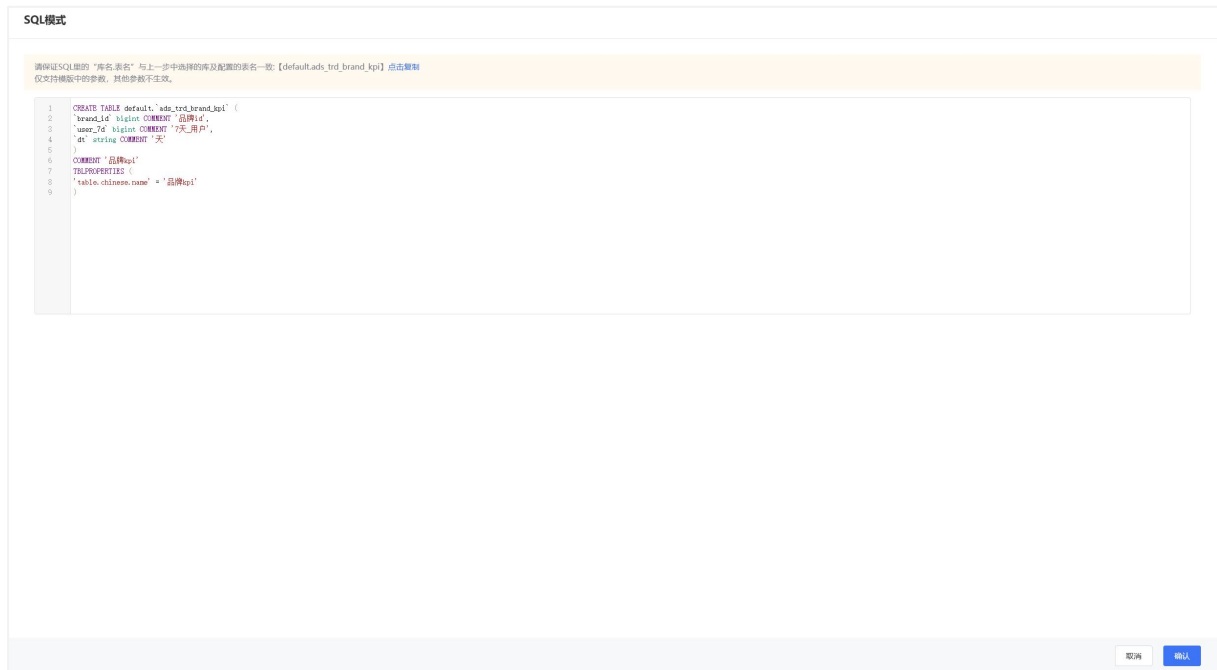 SQL模式
请保证SQL里的“库名.表名”与上一步中选择的库及配置的表名一致:【default.ads_trd_brand_kpi】点击复制
仅支持模版中的参数，其他参数不生效。
1 CREATE TABLE default.`ads_trd_brand_kpi` (
2 `brand_id` bigint COMMENT '品牌id',
3 `user_7d` bigint COMMENT '7天_用户',
4 `dt` string COMMENT '天'
5 )
6 COMMENT '品牌kpi'
7 TBLPROPERTIES (
8 'table.chinese.name' = '品牌kpi'
9 )
取消 确认